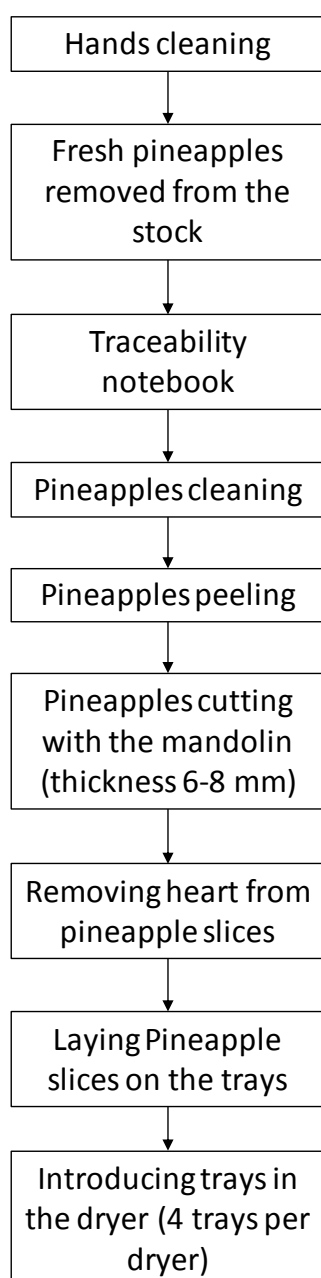 Hands cleaning
Fresh pineapples
removed from the
stock
Traceability
notebook
Pineapples cleaning
Pineapples peeling
Pineapples cutting
with the mandolin
(thickness 6-8 mm)
Removing heart from
pineapple slices
Laying Pineapple
slices on the trays
Introducing trays in
the dryer (4 trays per
dryer)